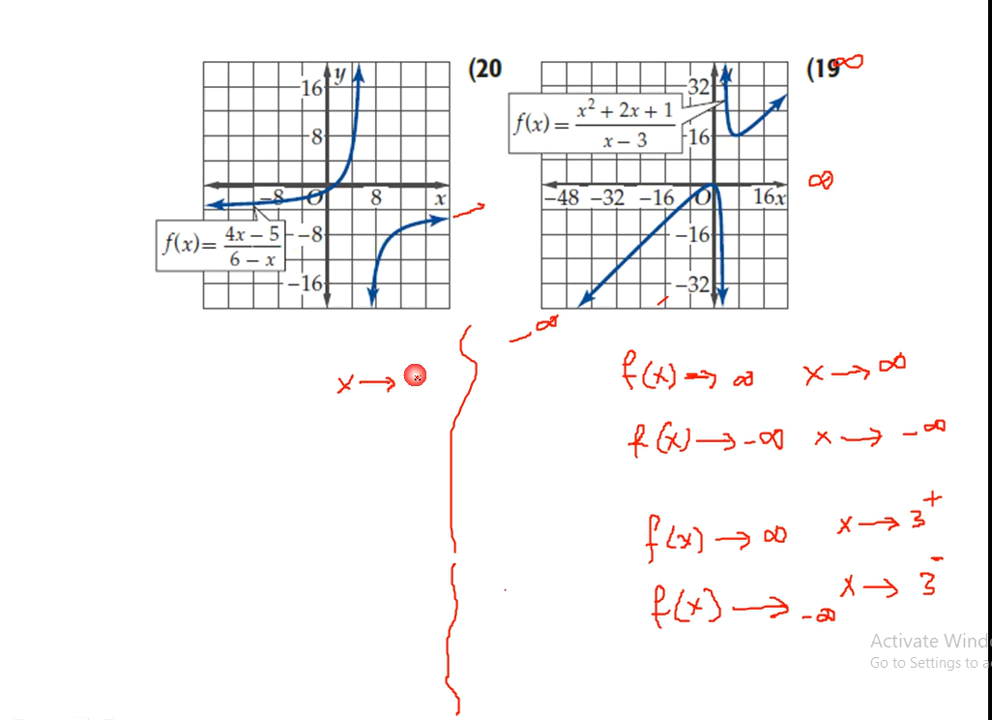 (20
y
16
8
−8
O
8
x
−8
−16
f(x)= 4x − 5 / 6 − x
(19
∞
y
32
f(x) = x² + 2x + 1 / x − 3
16
∞
−48 −32 −16 O 16x
−16
−32
−∞
x → 
f(x) → ∞ x → ∞
f(x) → -∞ x → -∞
f(x) → ∞ x → 3⁺
f(x) → -∞ x → 3⁻
Activate Wind
Go to Settings to a